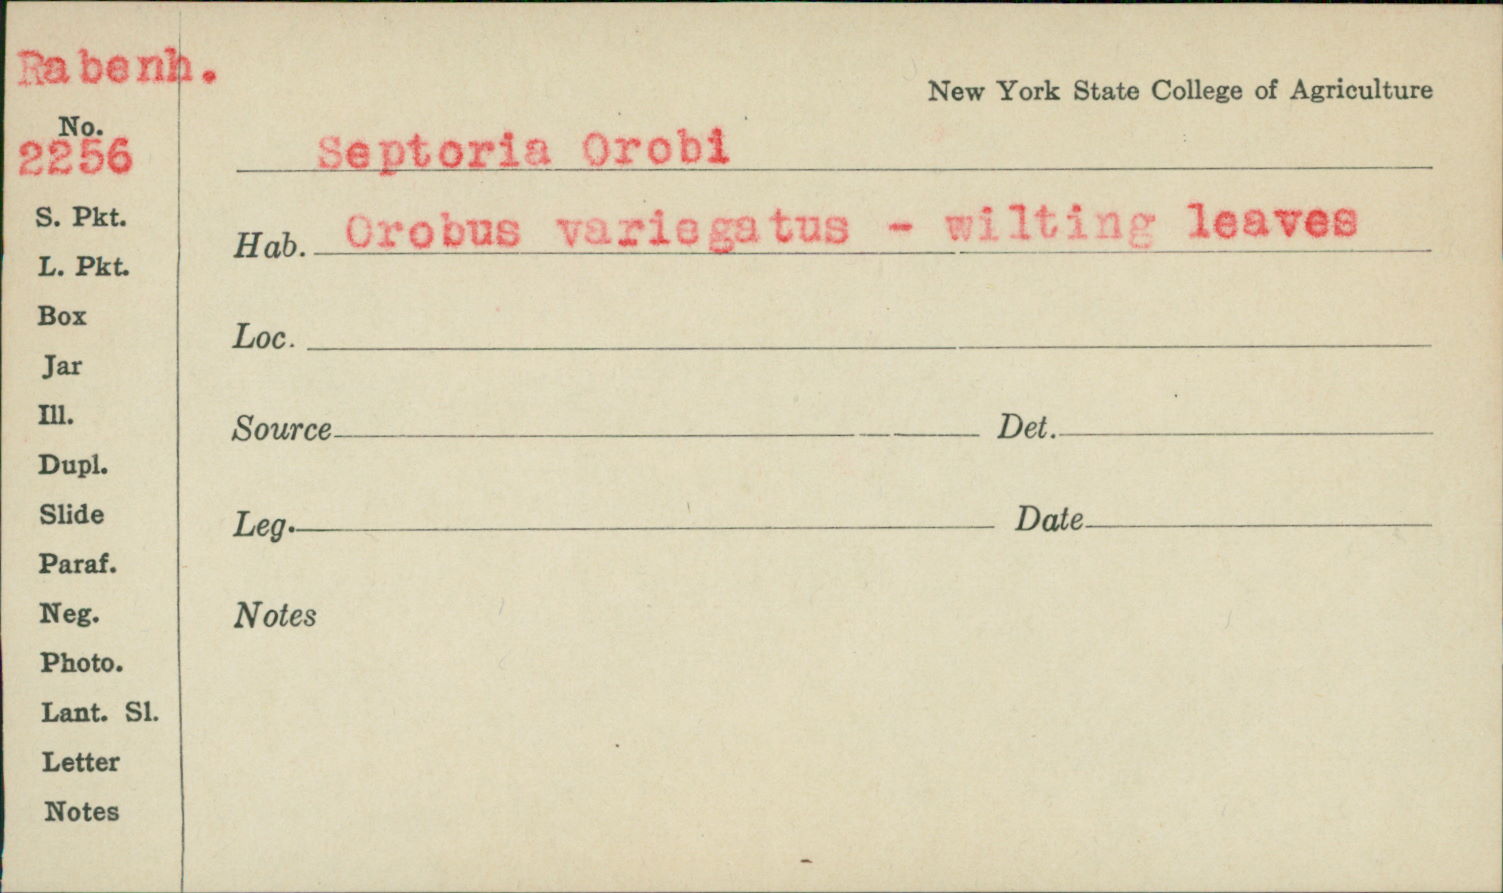 Rabenh.
New York State College of Agriculture
No.
2256
Septoria Orobi
S. Pkt.
Hab. Orobus variegatus - wilting leaves
L. Pkt.
Box
Loc.
Jar
Ill.
Source Det.
Dupl.
Slide
Leg. Date
Paraf.
Neg.
Notes
Photo.
Lant. Sl.
Letter
Notes